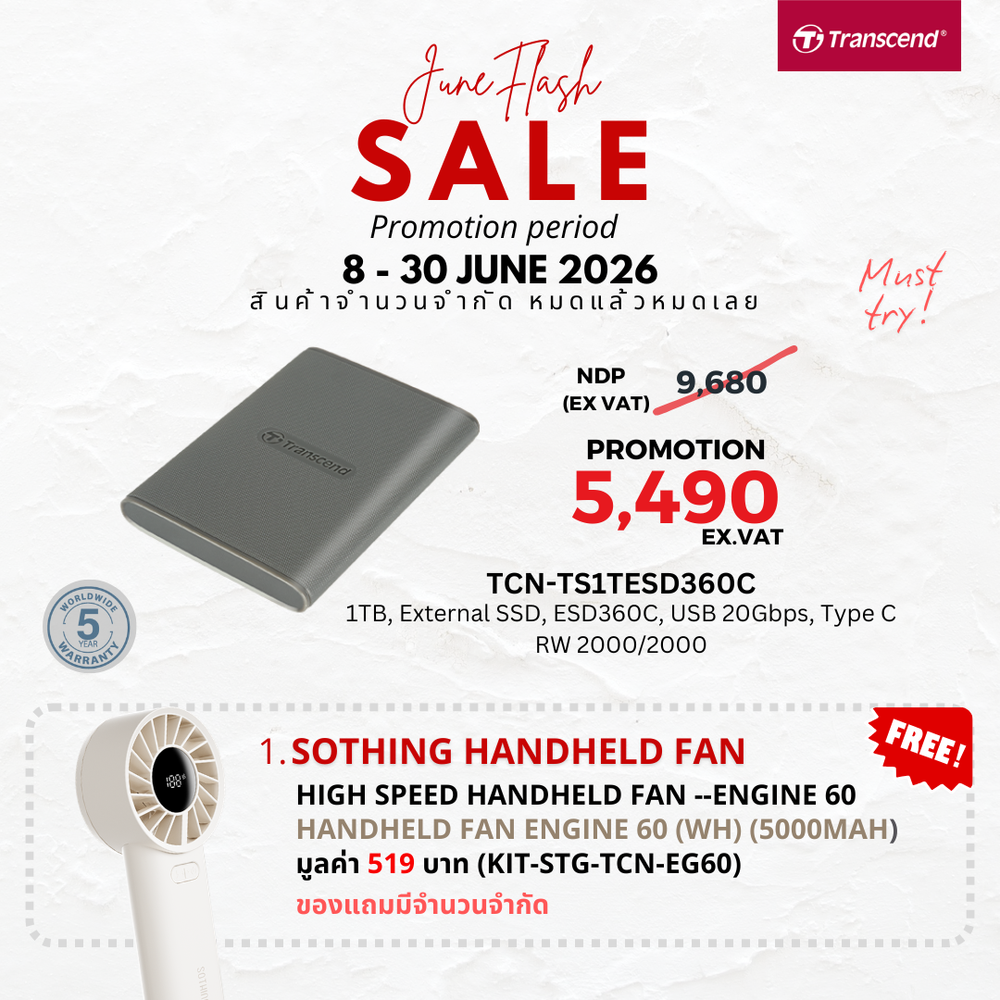 Transcend®
June Flash
SALE
Promotion period
8 - 30 JUNE 2026
สินค้าจำนวนจำกัด หมดแล้วหมดเลย
Must
try!
NDP
(EX VAT)
9,680
PROMOTION
5,490
EX.VAT
Transcend
TCN-TS1TESD360C
1TB, External SSD, ESD360C, USB 20Gbps, Type C
RW 2000/2000
WORLDWIDE
5
YEAR
WARRANTY
FREE!
1. SOTHING HANDHELD FAN
HIGH SPEED HANDHELD FAN --ENGINE 60
HANDHELD FAN ENGINE 60 (WH) (5000MAH)
มูลค่า 519 บาท (KIT-STG-TCN-EG60)
ของแถมมีจำนวนจำกัด